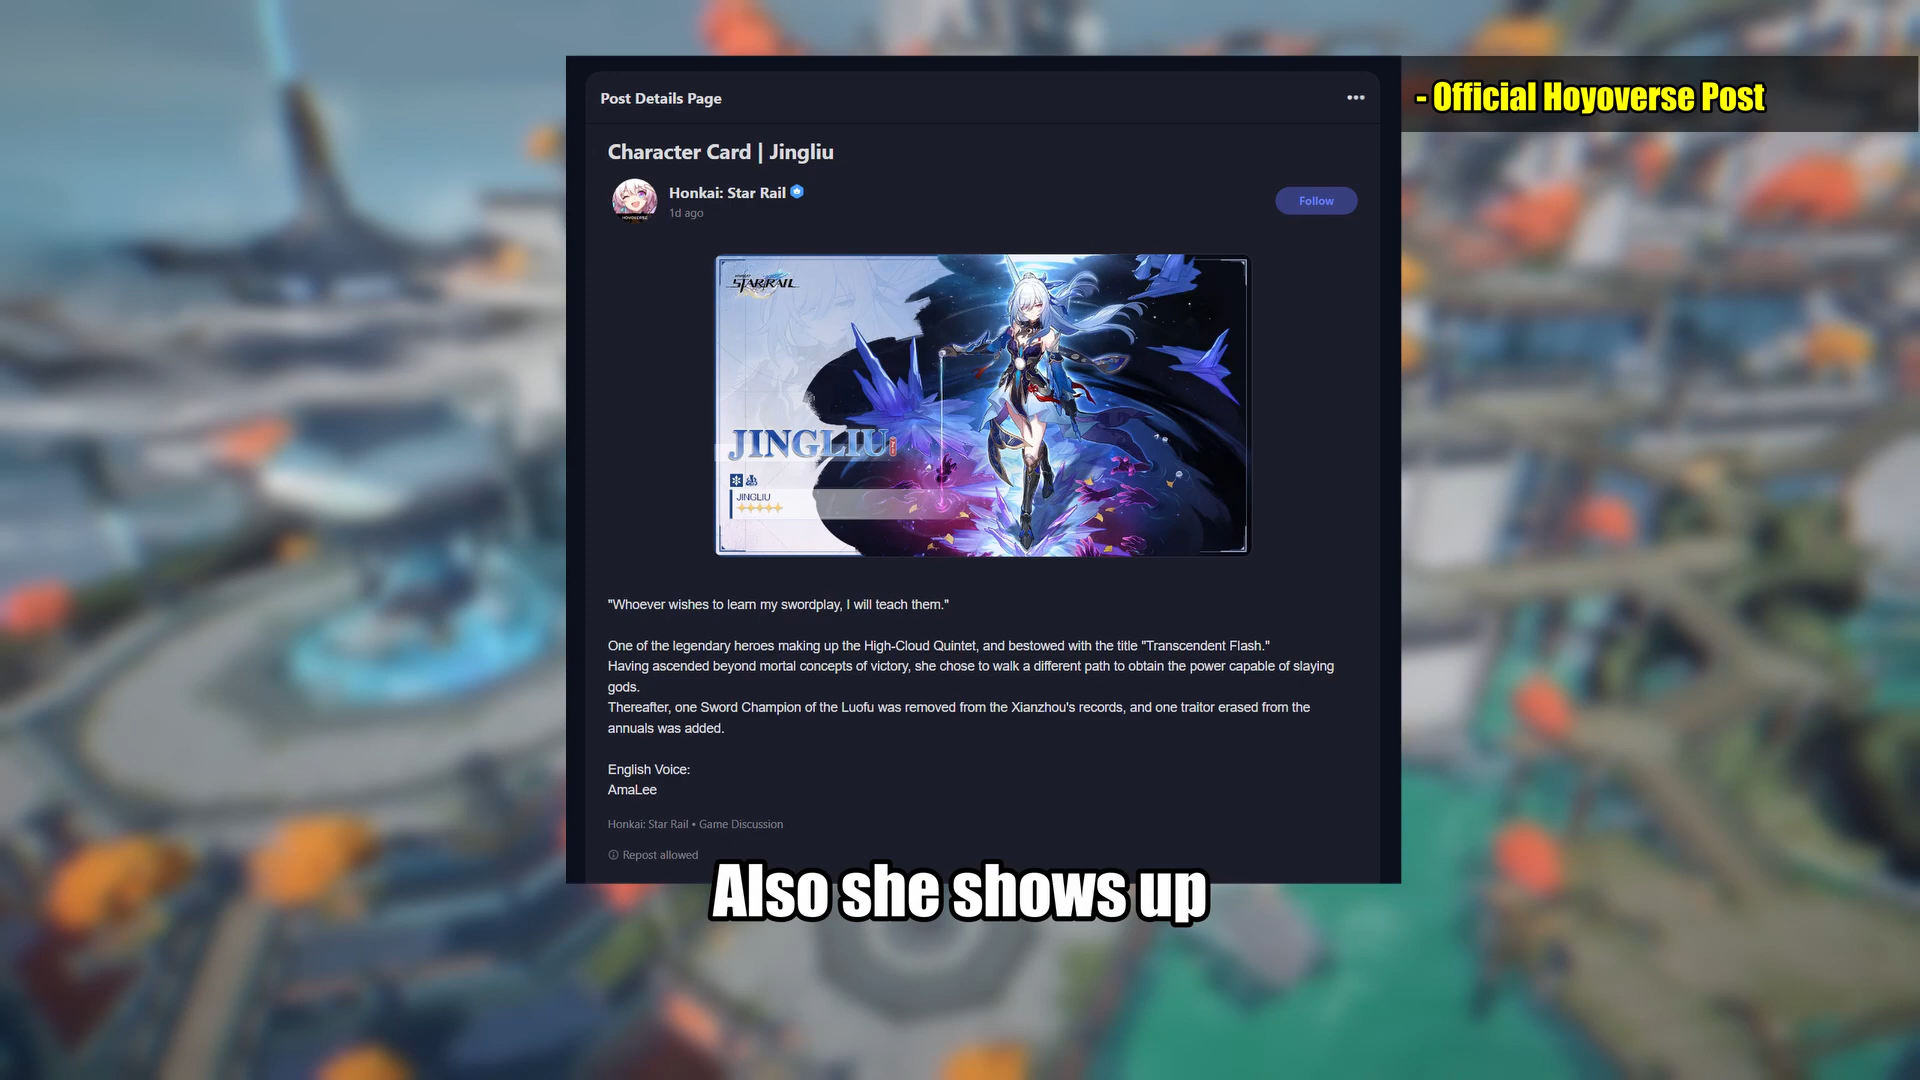 Post Details Page
- Official Hoyoverse Post
Character Card | Jingliu
Honkai: Star Rail
1d ago
Follow
STAR RAIL
JINGLIU
JINGLIU
"Whoever wishes to learn my swordplay, I will teach them."
One of the legendary heroes making up the High-Cloud Quintet, and bestowed with the title "Transcendent Flash."
Having ascended beyond mortal concepts of victory, she chose to walk a different path to obtain the power capable of slaying
gods.
Thereafter, one Sword Champion of the Luofu was removed from the Xianzhou's records, and one traitor erased from the
annuals was added.
English Voice:
AmaLee
Honkai: Star Rail • Game Discussion
Repost allowed
Also she shows up